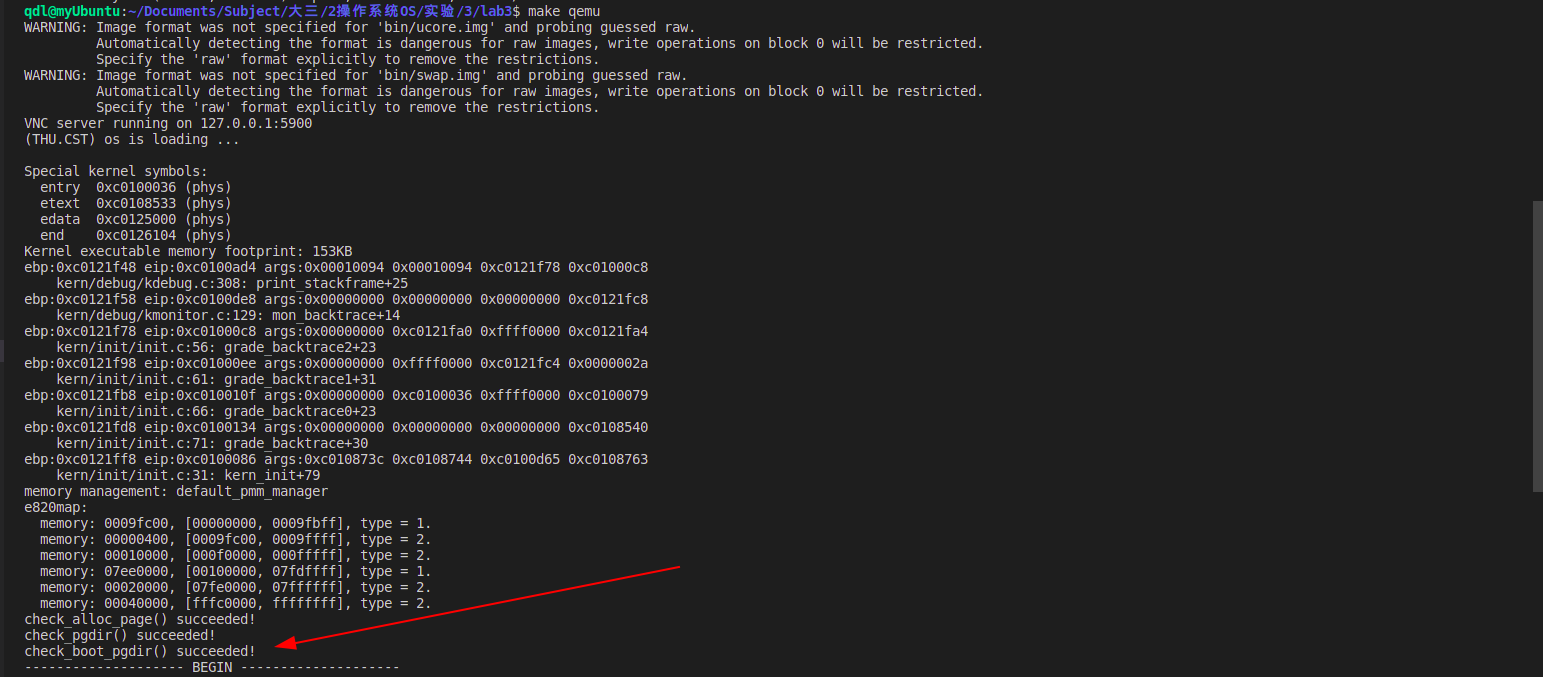 qdl@myUbuntu:~/Documents/Subject/大三/2操作系统OS/实验/3/lab3$ make qemu
WARNING: Image format was not specified for 'bin/ucore.img' and probing guessed raw.
         Automatically detecting the format is dangerous for raw images, write operations on block 0 will be restricted.
         Specify the 'raw' format explicitly to remove the restrictions.
WARNING: Image format was not specified for 'bin/swap.img' and probing guessed raw.
         Automatically detecting the format is dangerous for raw images, write operations on block 0 will be restricted.
         Specify the 'raw' format explicitly to remove the restrictions.
VNC server running on 127.0.0.1:5900
(THU.CST) os is loading ...

Special kernel symbols:
  entry  0xc0100036 (phys)
  etext  0xc0108533 (phys)
  edata  0xc0125000 (phys)
  end    0xc0126104 (phys)
Kernel executable memory footprint: 153KB
ebp:0xc0121f48 eip:0xc0100ad4 args:0x00010094 0x00010094 0xc0121f78 0xc01000c8
    kern/debug/kdebug.c:308: print_stackframe+25
ebp:0xc0121f58 eip:0xc0100de8 args:0x00000000 0x00000000 0x00000000 0xc0121fc8
    kern/debug/kmonitor.c:129: mon_backtrace+14
ebp:0xc0121f78 eip:0xc01000c8 args:0x00000000 0xc0121fa0 0xffff0000 0xc0121fa4
    kern/init/init.c:56: grade_backtrace2+23
ebp:0xc0121f98 eip:0xc01000ee args:0x00000000 0xffff0000 0xc0121fc4 0x0000002a
    kern/init/init.c:61: grade_backtrace1+31
ebp:0xc0121fb8 eip:0xc010010f args:0x00000000 0xc0100036 0xffff0000 0xc0100079
    kern/init/init.c:66: grade_backtrace0+23
ebp:0xc0121fd8 eip:0xc0100134 args:0x00000000 0x00000000 0x00000000 0xc0108540
    kern/init/init.c:71: grade_backtrace+30
ebp:0xc0121ff8 eip:0xc0100086 args:0xc010873c 0xc0108744 0xc0100d65 0xc0108763
    kern/init/init.c:31: kern_init+79
memory management: default_pmm_manager
e820map:
  memory: 0009fc00, [00000000, 0009fbff], type = 1.
  memory: 00000400, [0009fc00, 0009ffff], type = 2.
  memory: 00010000, [000f0000, 000fffff], type = 2.
  memory: 07ee0000, [00100000, 07fdffff], type = 1.
  memory: 00020000, [07fe0000, 07ffffff], type = 2.
  memory: 00040000, [fffc0000, ffffffff], type = 2.
check_alloc_page() succeeded!
check_pgdir() succeeded!
check_boot_pgdir() succeeded!
-------------------- BEGIN --------------------